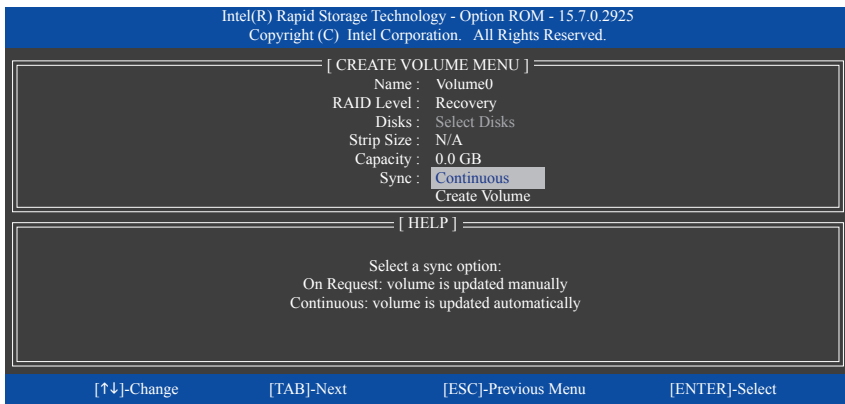 Intel(R) Rapid Storage Technology - Option ROM - 15.7.0.2925
Copyright (C) Intel Corporation. All Rights Reserved.
[ CREATE VOLUME MENU ]
Name : Volume0
RAID Level : Recovery
Disks : Select Disks
Strip Size : N/A
Capacity : 0.0 GB
Sync : Continuous
Create Volume
[ HELP ]
Select a sync option:
On Request: volume is updated manually
Continuous: volume is updated automatically
[↑↓]-Change [TAB]-Next [ESC]-Previous Menu [ENTER]-Select